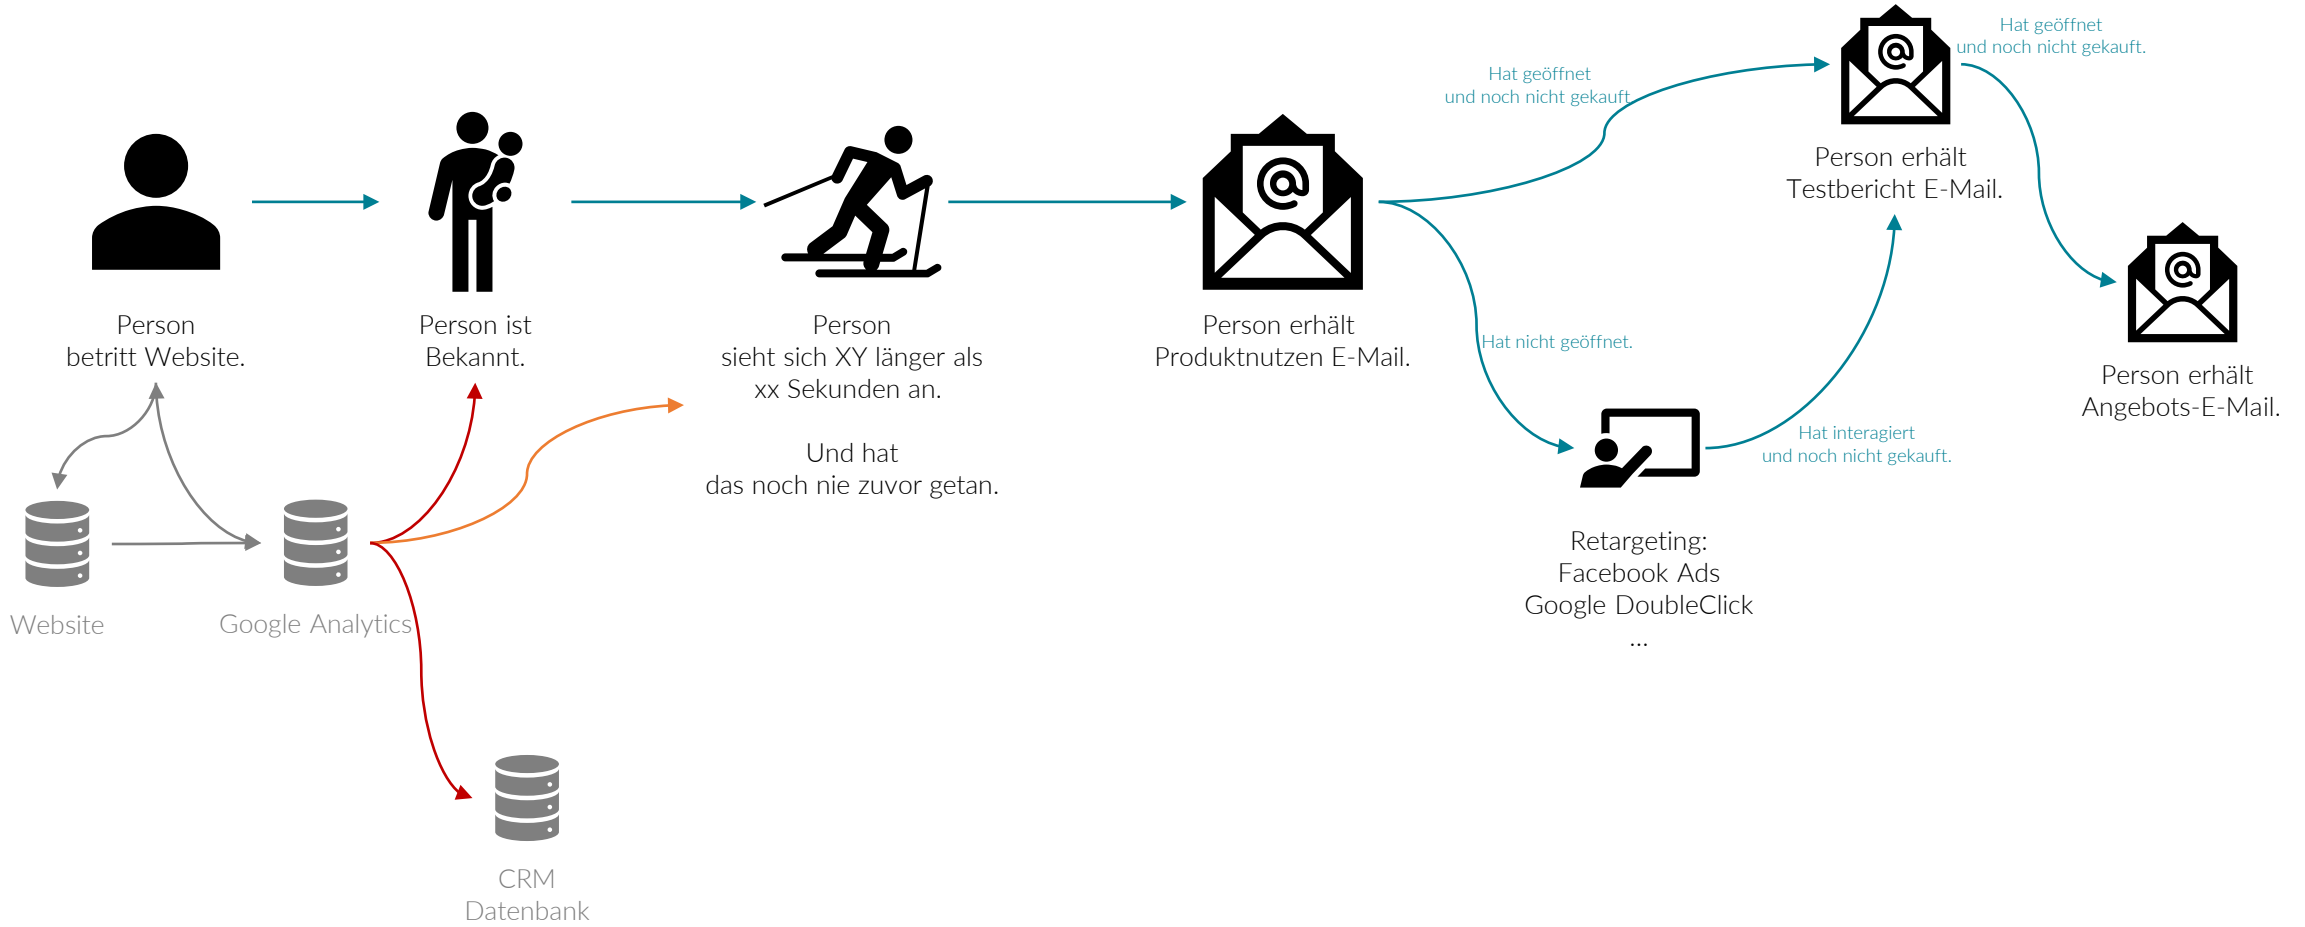 Person
betritt Website.
Person ist
Bekannt.
Person
sieht sich XY länger als
xx Sekunden an.
Und hat
das noch nie zuvor getan.
Person erhält
Produktnutzen E-Mail.
Hat geöffnet
und noch nicht gekauft.
Hat nicht geöffnet.
Person erhält
Testbericht E-Mail.
Hat geöffnet
und noch nicht gekauft.
Person erhält
Angebots-E-Mail.
Hat interagiert
und noch nicht gekauft.
Retargeting:
Facebook Ads
Google DoubleClick
...
Website
Google Analytics
CRM
Datenbank